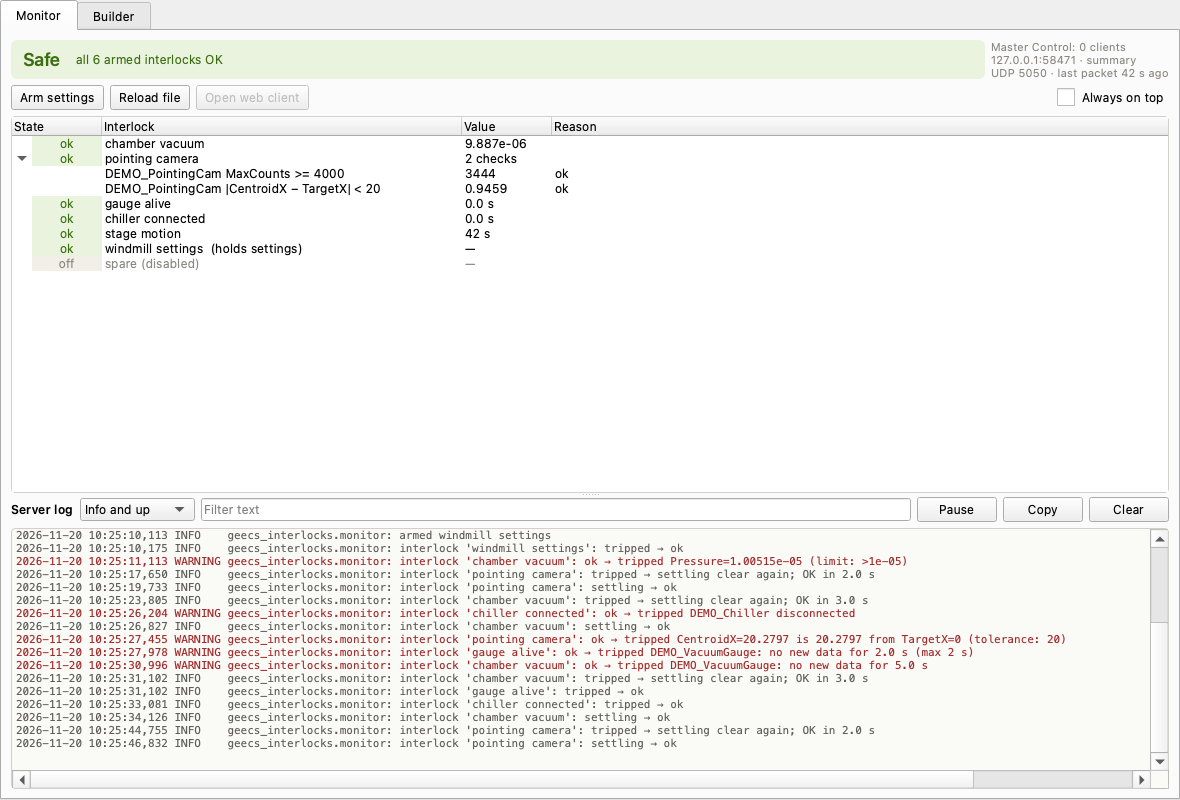 Monitor Builder
Safe all 6 armed interlocks OK
Master Control: 0 clients
127.0.0.1:58471 · summary
UDP 5050 · last packet 42 s ago
Arm settings Reload file Open web client Always on top
State Interlock Value Reason
ok chamber vacuum 9.887e-06
ok pointing camera 2 checks
DEMO_PointingCam MaxCounts >= 4000 3444 ok
DEMO_PointingCam |CentroidX − TargetX| < 20 0.9459 ok
ok gauge alive 0.0 s
ok chiller connected 0.0 s
ok stage motion 42 s
ok windmill settings (holds settings) —
off spare (disabled) —
Server log Info and up Filter text Pause Copy Clear
2026-11-20 10:25:10,113 INFO geecs_interlocks.monitor: armed windmill settings
2026-11-20 10:25:10,175 INFO geecs_interlocks.monitor: interlock 'windmill settings': tripped → ok
2026-11-20 10:25:11,113 WARNING geecs_interlocks.monitor: interlock 'chamber vacuum': ok → tripped Pressure=1.00515e-05 (limit: >1e-05)
2026-11-20 10:25:17,650 INFO geecs_interlocks.monitor: interlock 'pointing camera': tripped → settling clear again; OK in 2.0 s
2026-11-20 10:25:19,733 INFO geecs_interlocks.monitor: interlock 'pointing camera': settling → ok
2026-11-20 10:25:23,805 INFO geecs_interlocks.monitor: interlock 'chamber vacuum': tripped → settling clear again; OK in 3.0 s
2026-11-20 10:25:26,204 WARNING geecs_interlocks.monitor: interlock 'chiller connected': ok → tripped DEMO_Chiller disconnected
2026-11-20 10:25:26,827 INFO geecs_interlocks.monitor: interlock 'chamber vacuum': settling → ok
2026-11-20 10:25:27,455 WARNING geecs_interlocks.monitor: interlock 'pointing camera': ok → tripped CentroidX=20.2797 is 20.2797 from TargetX=0 (tolerance: 20)
2026-11-20 10:25:27,978 WARNING geecs_interlocks.monitor: interlock 'gauge alive': ok → tripped DEMO_VacuumGauge: no new data for 2.0 s (max 2 s)
2026-11-20 10:25:30,996 WARNING geecs_interlocks.monitor: interlock 'chamber vacuum': ok → tripped DEMO_VacuumGauge: no new data for 5.0 s
2026-11-20 10:25:31,102 INFO geecs_interlocks.monitor: interlock 'chamber vacuum': tripped → settling clear again; OK in 3.0 s
2026-11-20 10:25:31,102 INFO geecs_interlocks.monitor: interlock 'gauge alive': tripped → ok
2026-11-20 10:25:33,081 INFO geecs_interlocks.monitor: interlock 'chiller connected': tripped → ok
2026-11-20 10:25:34,126 INFO geecs_interlocks.monitor: interlock 'chamber vacuum': settling → ok
2026-11-20 10:25:44,755 INFO geecs_interlocks.monitor: interlock 'pointing camera': tripped → settling clear again; OK in 2.0 s
2026-11-20 10:25:46,832 INFO geecs_interlocks.monitor: interlock 'pointing camera': settling → ok